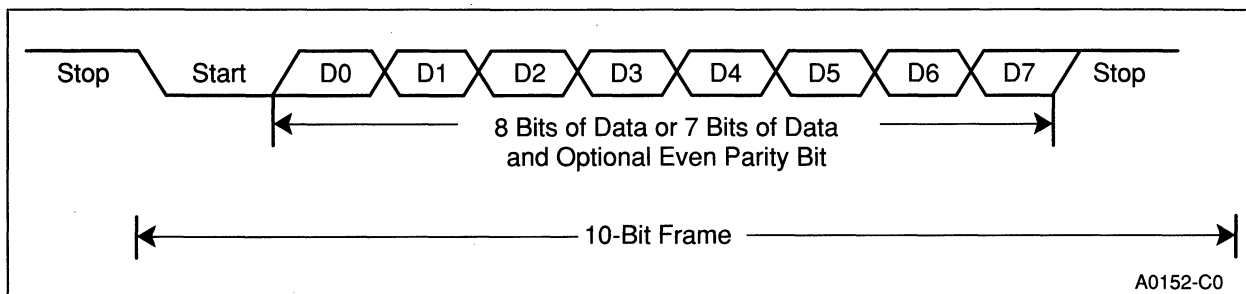 Stop Start D0 D1 D2 D3 D4 D5 D6 D7 Stop
8 Bits of Data or 7 Bits of Data
and Optional Even Parity Bit
10-Bit Frame
A0152-C0